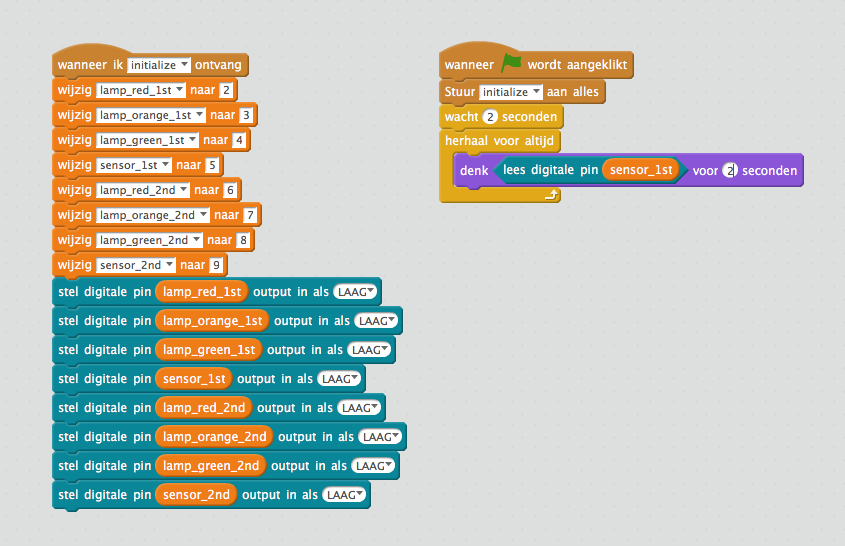 wanneer ik initialize ontvang
wijzig lamp_red_1st naar 2
wijzig lamp_orange_1st naar 3
wijzig lamp_green_1st naar 4
wijzig sensor_1st naar 5
wijzig lamp_red_2nd naar 6
wijzig lamp_orange_2nd naar 7
wijzig lamp_green_2nd naar 8
wijzig sensor_2nd naar 9
stel digitale pin lamp_red_1st output in als LAAG
stel digitale pin lamp_orange_1st output in als LAAG
stel digitale pin lamp_green_1st output in als LAAG
stel digitale pin sensor_1st output in als LAAG
stel digitale pin lamp_red_2nd output in als LAAG
stel digitale pin lamp_orange_2nd output in als LAAG
stel digitale pin lamp_green_2nd output in als LAAG
stel digitale pin sensor_2nd output in als LAAG
wanneer wordt aangeklikt
Stuur initialize aan alles
wacht 2 seconden
herhaal voor altijd
denk lees digitale pin sensor_1st voor 2 seconden